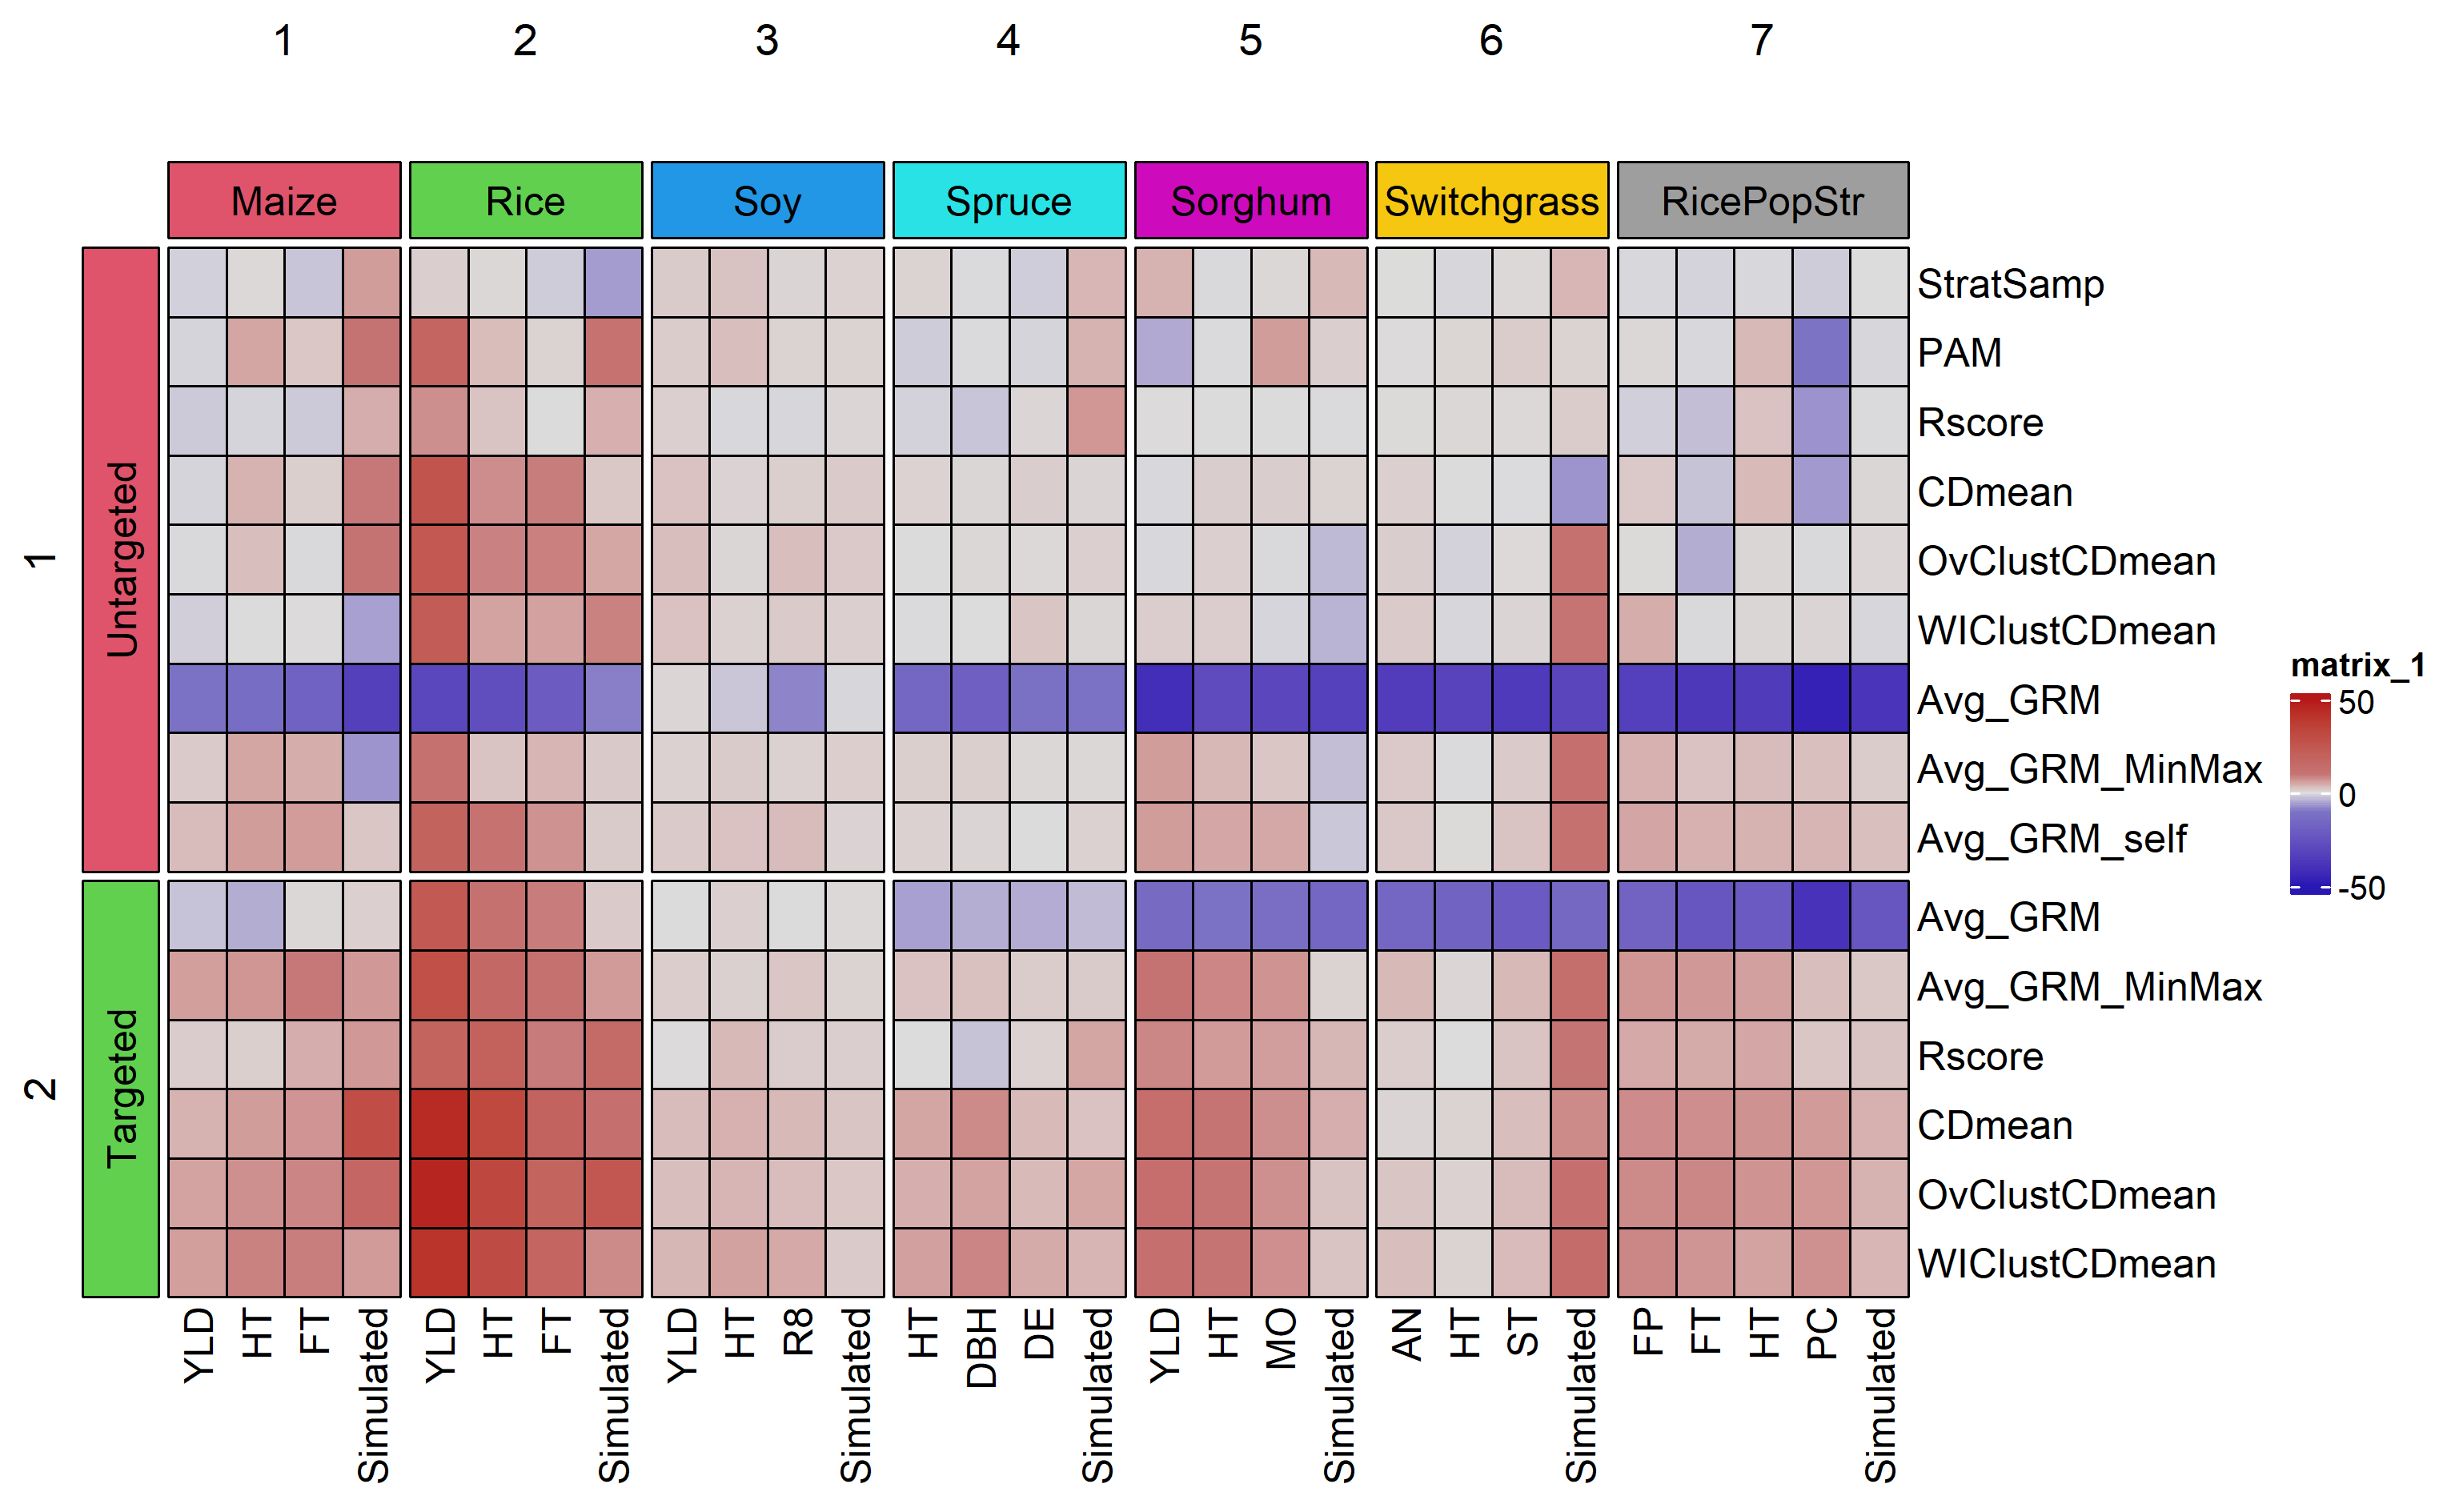 1 2 3 4 5 6 7
Maize Rice Soy Spruce Sorghum Switchgrass RicePopStr
1
Untargeted
StratSamp
PAM
Rscore
CDmean
OvClustCDmean
WIClustCDmean
Avg_GRM
Avg_GRM_MinMax
Avg_GRM_self
2
Targeted
Avg_GRM
Avg_GRM_MinMax
Rscore
CDmean
OvClustCDmean
WIClustCDmean
YLD HT FT Simulated YLD HT FT Simulated YLD HT R8 Simulated HT DBH DE Simulated YLD HT MO Simulated AN HT ST Simulated FP FT HT PC Simulated
matrix_1
50
0
-50